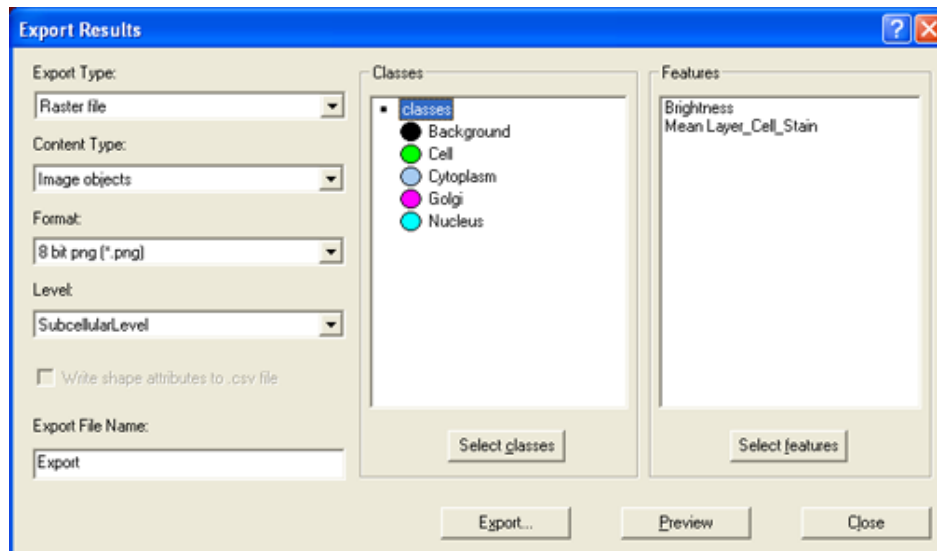 Export Results
Export Type:
Raster file
Content Type:
Image objects
Format:
8 bit png (*.png)
Level:
SubcellularLevel
Write shape attributes to .csv file
Export File Name:
Export
Classes
classes
Background
Cell
Cytoplasm
Golgi
Nucleus
Select classes
Features
Brightness
Mean Layer_Cell_Stain
Select features
Export...
Preview
Close